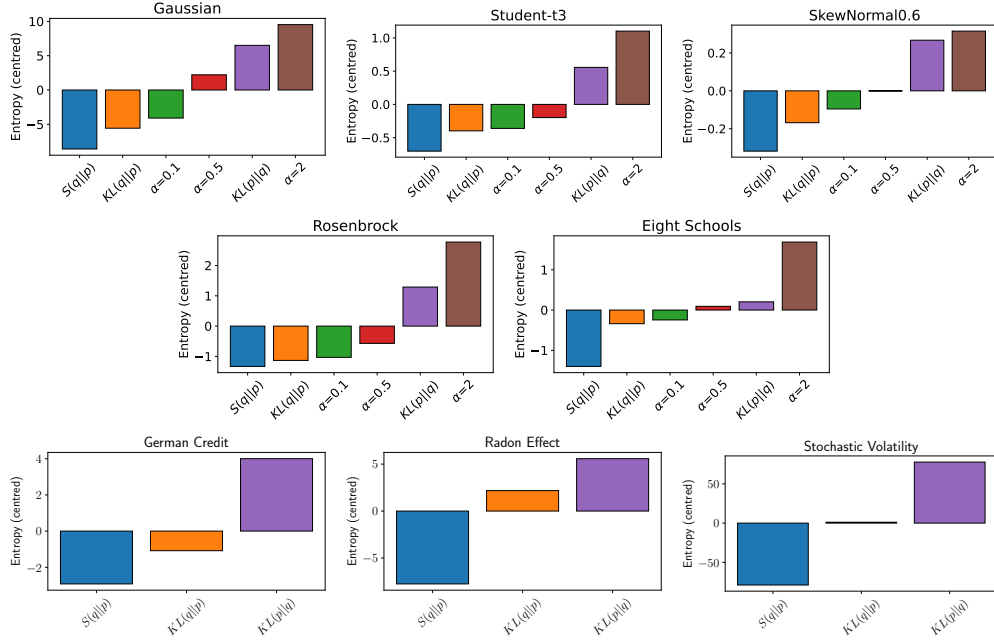 Gaussian
Entropy (centred)
10
5
0
−5
S(q||p)
KL(q||p)
α=0.1
α=0.5
KL(p||q)
α=2
Student-t3
Entropy (centred)
1.0
0.5
0.0
−0.5
S(q||p)
KL(q||p)
α=0.1
α=0.5
KL(p||q)
α=2
SkewNormal0.6
Entropy (centred)
0.2
0.0
−0.2
S(q||p)
KL(q||p)
α=0.1
α=0.5
KL(p||q)
α=2
Rosenbrock
Entropy (centred)
2
1
0
−1
S(q||p)
KL(q||p)
α=0.1
α=0.5
KL(p||q)
α=2
Eight Schools
Entropy (centred)
1
0
−1
S(q||p)
KL(q||p)
α=0.1
α=0.5
KL(p||q)
α=2
German Credit
Entropy (centred)
4
2
0
−2
S(q||p)
KL(q||p)
KL(p||q)
Radon Effect
Entropy (centred)
5
0
−5
S(q||p)
KL(q||p)
KL(p||q)
Stochastic Volatility
Entropy (centred)
50
0
−50
S(q||p)
KL(q||p)
KL(p||q)